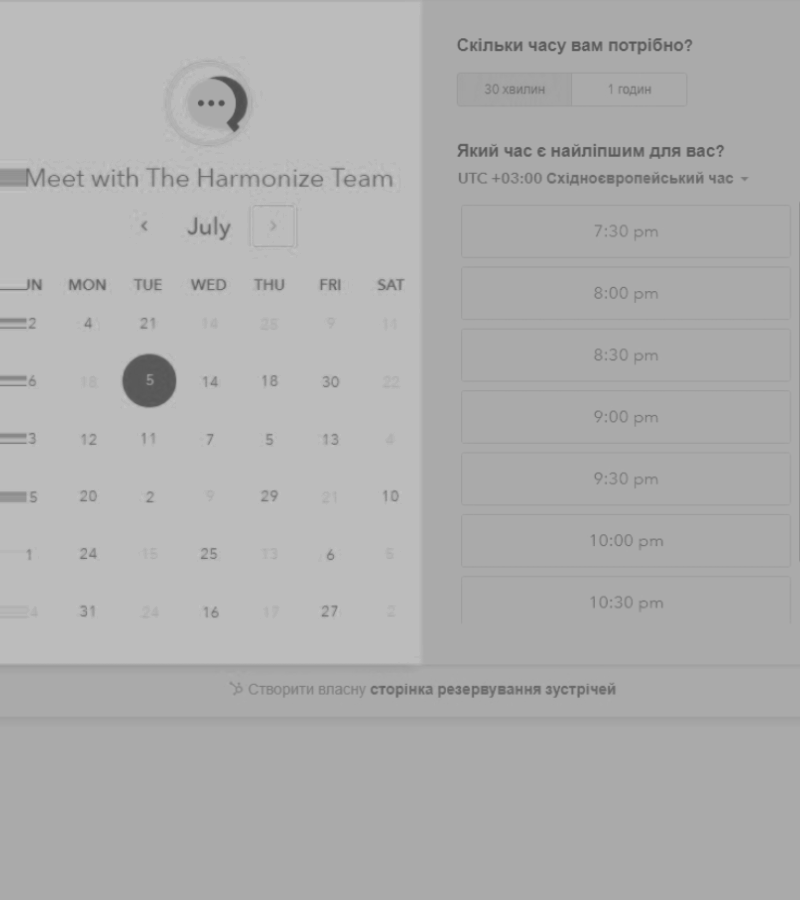 Meet with The Harmonize Team
July
UN MON TUE WED THU FRI SAT
2 4 21 14 9 11
6 18 5 14 18 30 22
3 12 11 7 5 13 4
5 20 2 9 29 21 10
1 24 15 25 13 6 5
4 31 24 16 17 27 2
Скільки часу вам потрібно?
30 хвилин 1 годин
Який час є найліпшим для вас?
UTC +03:00 Східноєвропейський час
7:30 pm
8:00 pm
8:30 pm
9:00 pm
9:30 pm
10:00 pm
10:30 pm
Створити власну сторінка резервування зустрічей